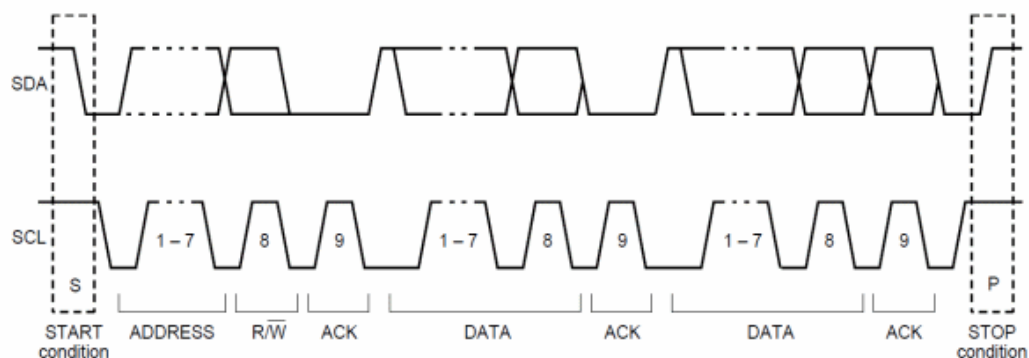 SDA
SCL
1 – 7 8 9 1 – 7 8 9 1 – 7 8 9
S P
START ADDRESS R/W̅ ACK DATA ACK DATA ACK STOP
condition condition